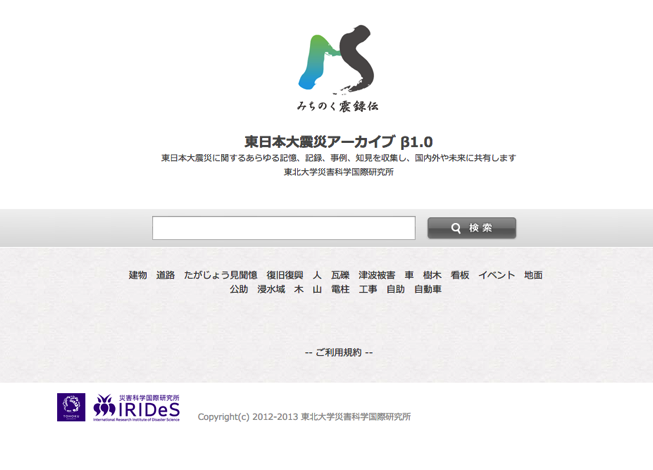 みちのく震録伝
東日本大震災アーカイブ β1.0
東日本大震災に関するあらゆる記憶、記録、事例、知見を収集し、国内外や未来に共有します
東北大学災害科学国際研究所
検 索
建物 道路 たがじょう見聞憶 復旧復興 人 瓦礫 津波被害 車 樹木 看板 イベント 地面
公助 浸水域 木 山 電柱 工事 自助 自動車
-- ご利用規約 --
TOHOKU
災害科学国際研究所
IRIDeS
International Research Institute of Disaster Science
Copyright(c) 2012-2013 東北大学災害科学国際研究所